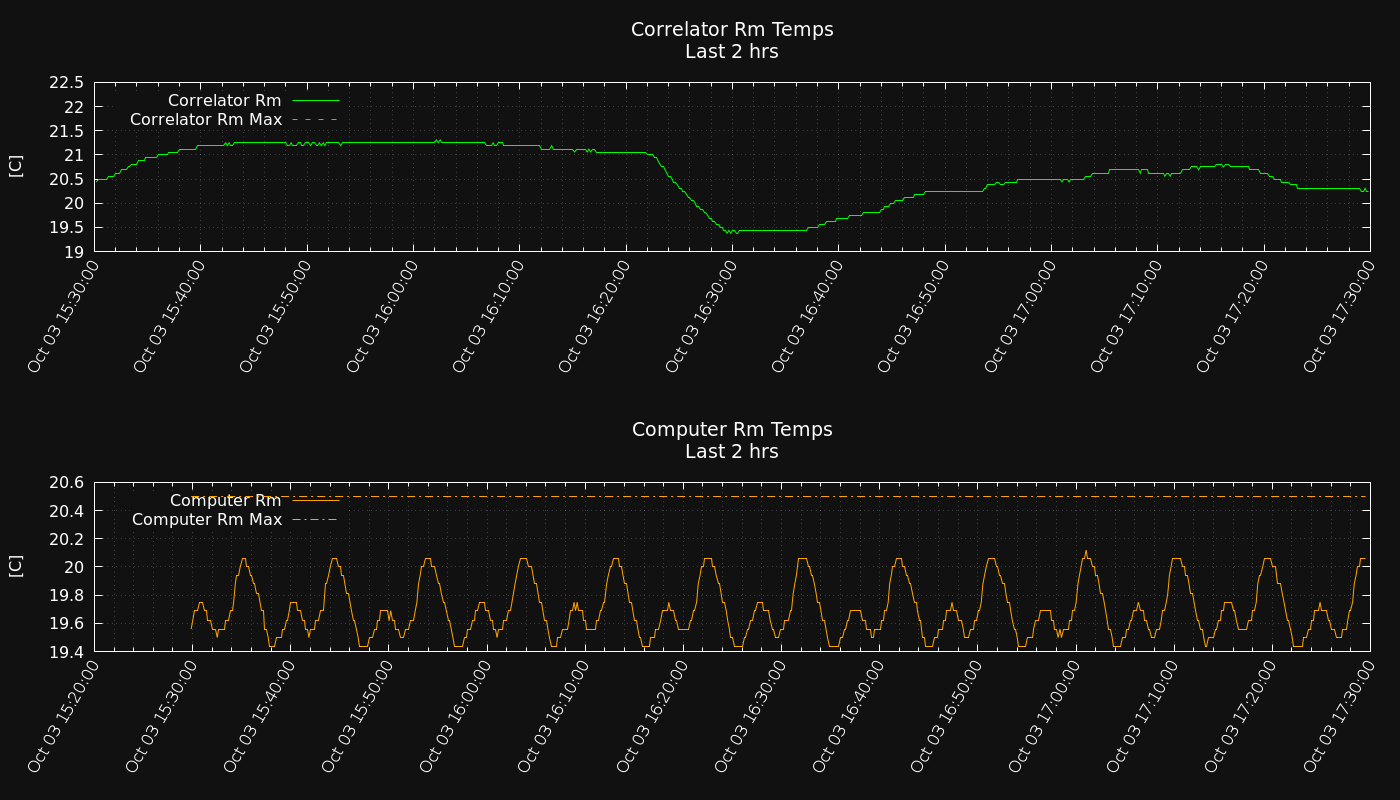 Correlator Rm Temps
Last 2 hrs
22.5
22
21.5
21
20.5
20
19.5
19
[C]
Correlator Rm
Correlator Rm Max
Oct 03 15:30:00
Oct 03 15:40:00
Oct 03 15:50:00
Oct 03 16:00:00
Oct 03 16:10:00
Oct 03 16:20:00
Oct 03 16:30:00
Oct 03 16:40:00
Oct 03 16:50:00
Oct 03 17:00:00
Oct 03 17:10:00
Oct 03 17:20:00
Oct 03 17:30:00
Computer Rm Temps
Last 2 hrs
20.6
20.4
20.2
20
19.8
19.6
19.4
[C]
Computer Rm
Computer Rm Max
Oct 03 15:20:00
Oct 03 15:30:00
Oct 03 15:40:00
Oct 03 15:50:00
Oct 03 16:00:00
Oct 03 16:10:00
Oct 03 16:20:00
Oct 03 16:30:00
Oct 03 16:40:00
Oct 03 16:50:00
Oct 03 17:00:00
Oct 03 17:10:00
Oct 03 17:20:00
Oct 03 17:30:00